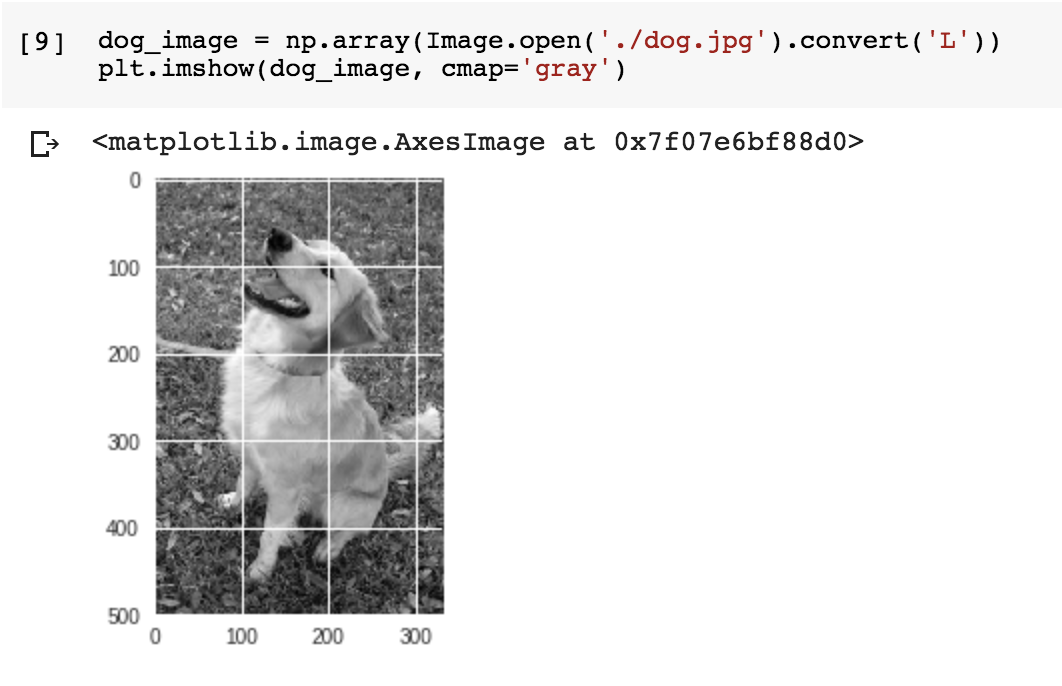 [9] dog_image = np.array(Image.open('./dog.jpg').convert('L'))
plt.imshow(dog_image, cmap='gray')
<matplotlib.image.AxesImage at 0x7f07e6bf88d0>
0
100
200
300
400
500
0 100 200 300